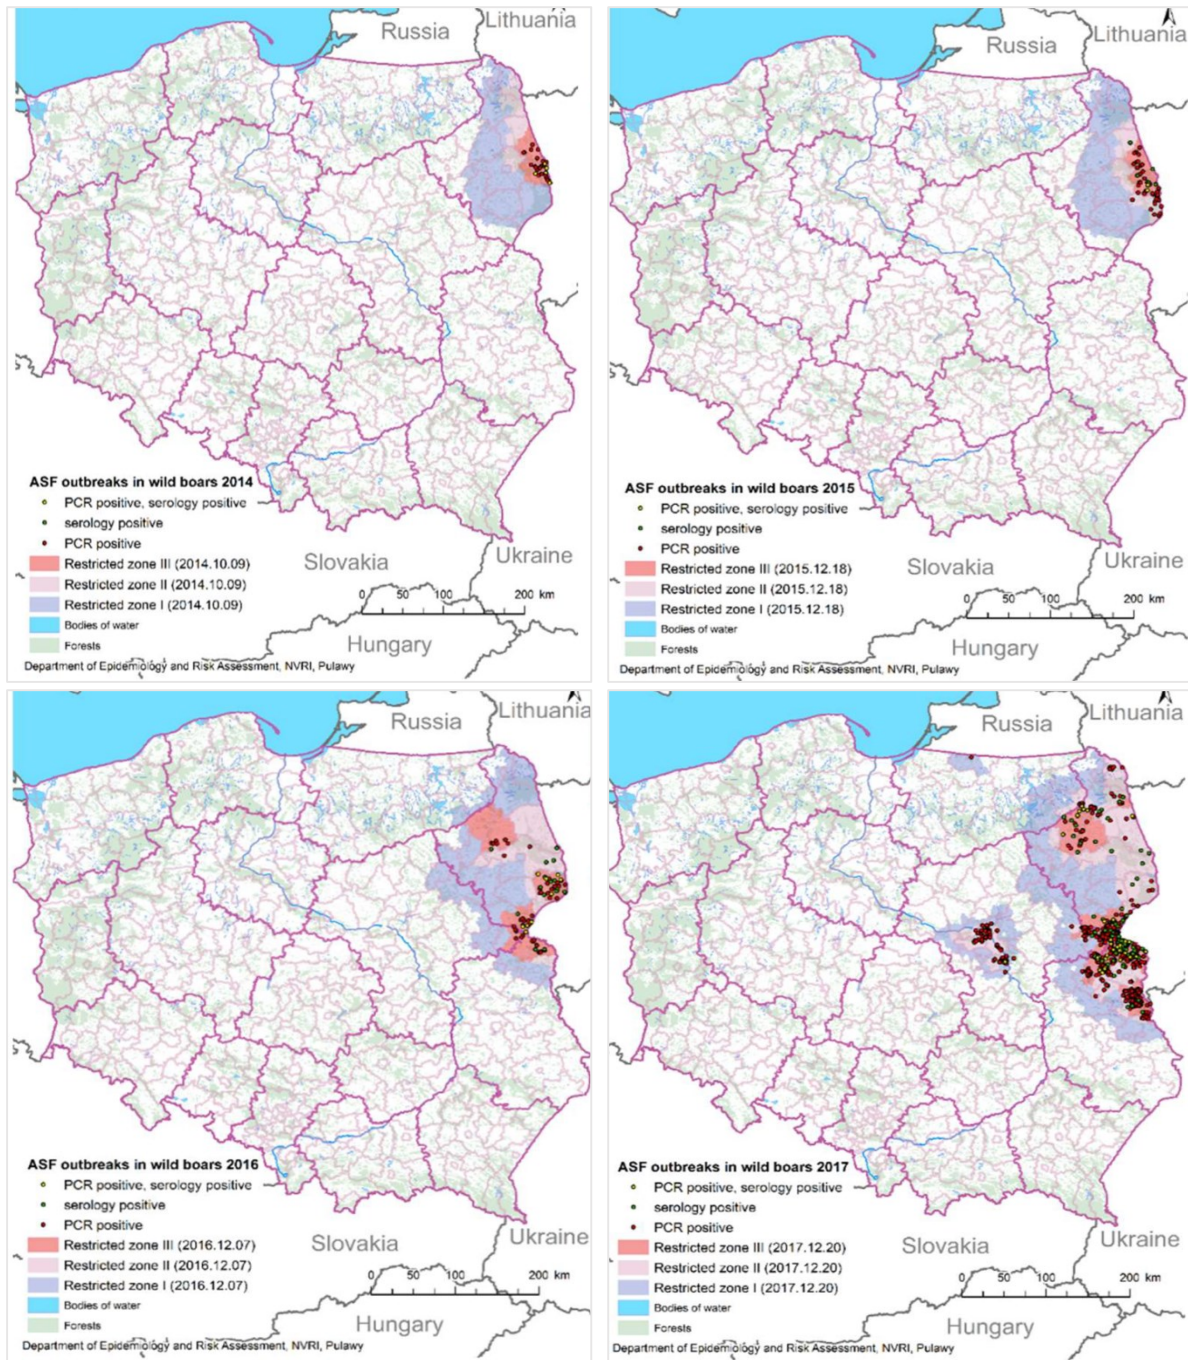 Russia
Lithuania
ASF outbreaks in wild boars 2014
PCR positive, serology positive
serology positive
PCR positive
Restricted zone III (2014.10.09)
Restricted zone II (2014.10.09)
Restricted zone I (2014.10.09)
Bodies of water
Forests
Slovakia
Ukraine
0 50 100 200 km
Hungary
Department of Epidemiology and Risk Assessment, NVRI, Pulawy
Russia
Lithuania
ASF outbreaks in wild boars 2015
PCR positive, serology positive
serology positive
PCR positive
Restricted zone III (2015.12.18)
Restricted zone II (2015.12.18)
Restricted zone I (2015.12.18)
Bodies of water
Forests
Slovakia
Ukraine
0 50 100 200 km
Hungary
Department of Epidemiology and Risk Assessment, NVRI, Pulawy
Russia
Lithuania
ASF outbreaks in wild boars 2016
PCR positive, serology positive
serology positive
PCR positive
Restricted zone III (2016.12.07)
Restricted zone II (2016.12.07)
Restricted zone I (2016.12.07)
Bodies of water
Forests
Slovakia
Ukraine
0 50 100 200 km
Hungary
Department of Epidemiology and Risk Assessment, NVRI, Pulawy
Russia
Lithuania
ASF outbreaks in wild boars 2017
PCR positive, serology positive
serology positive
PCR positive
Restricted zone III (2017.12.20)
Restricted zone II (2017.12.20)
Restricted zone I (2017.12.20)
Bodies of water
Forests
Slovakia
Ukraine
0 50 100 200 km
Hungary
Department of Epidemiology and Risk Assessment, NVRI, Pulawy